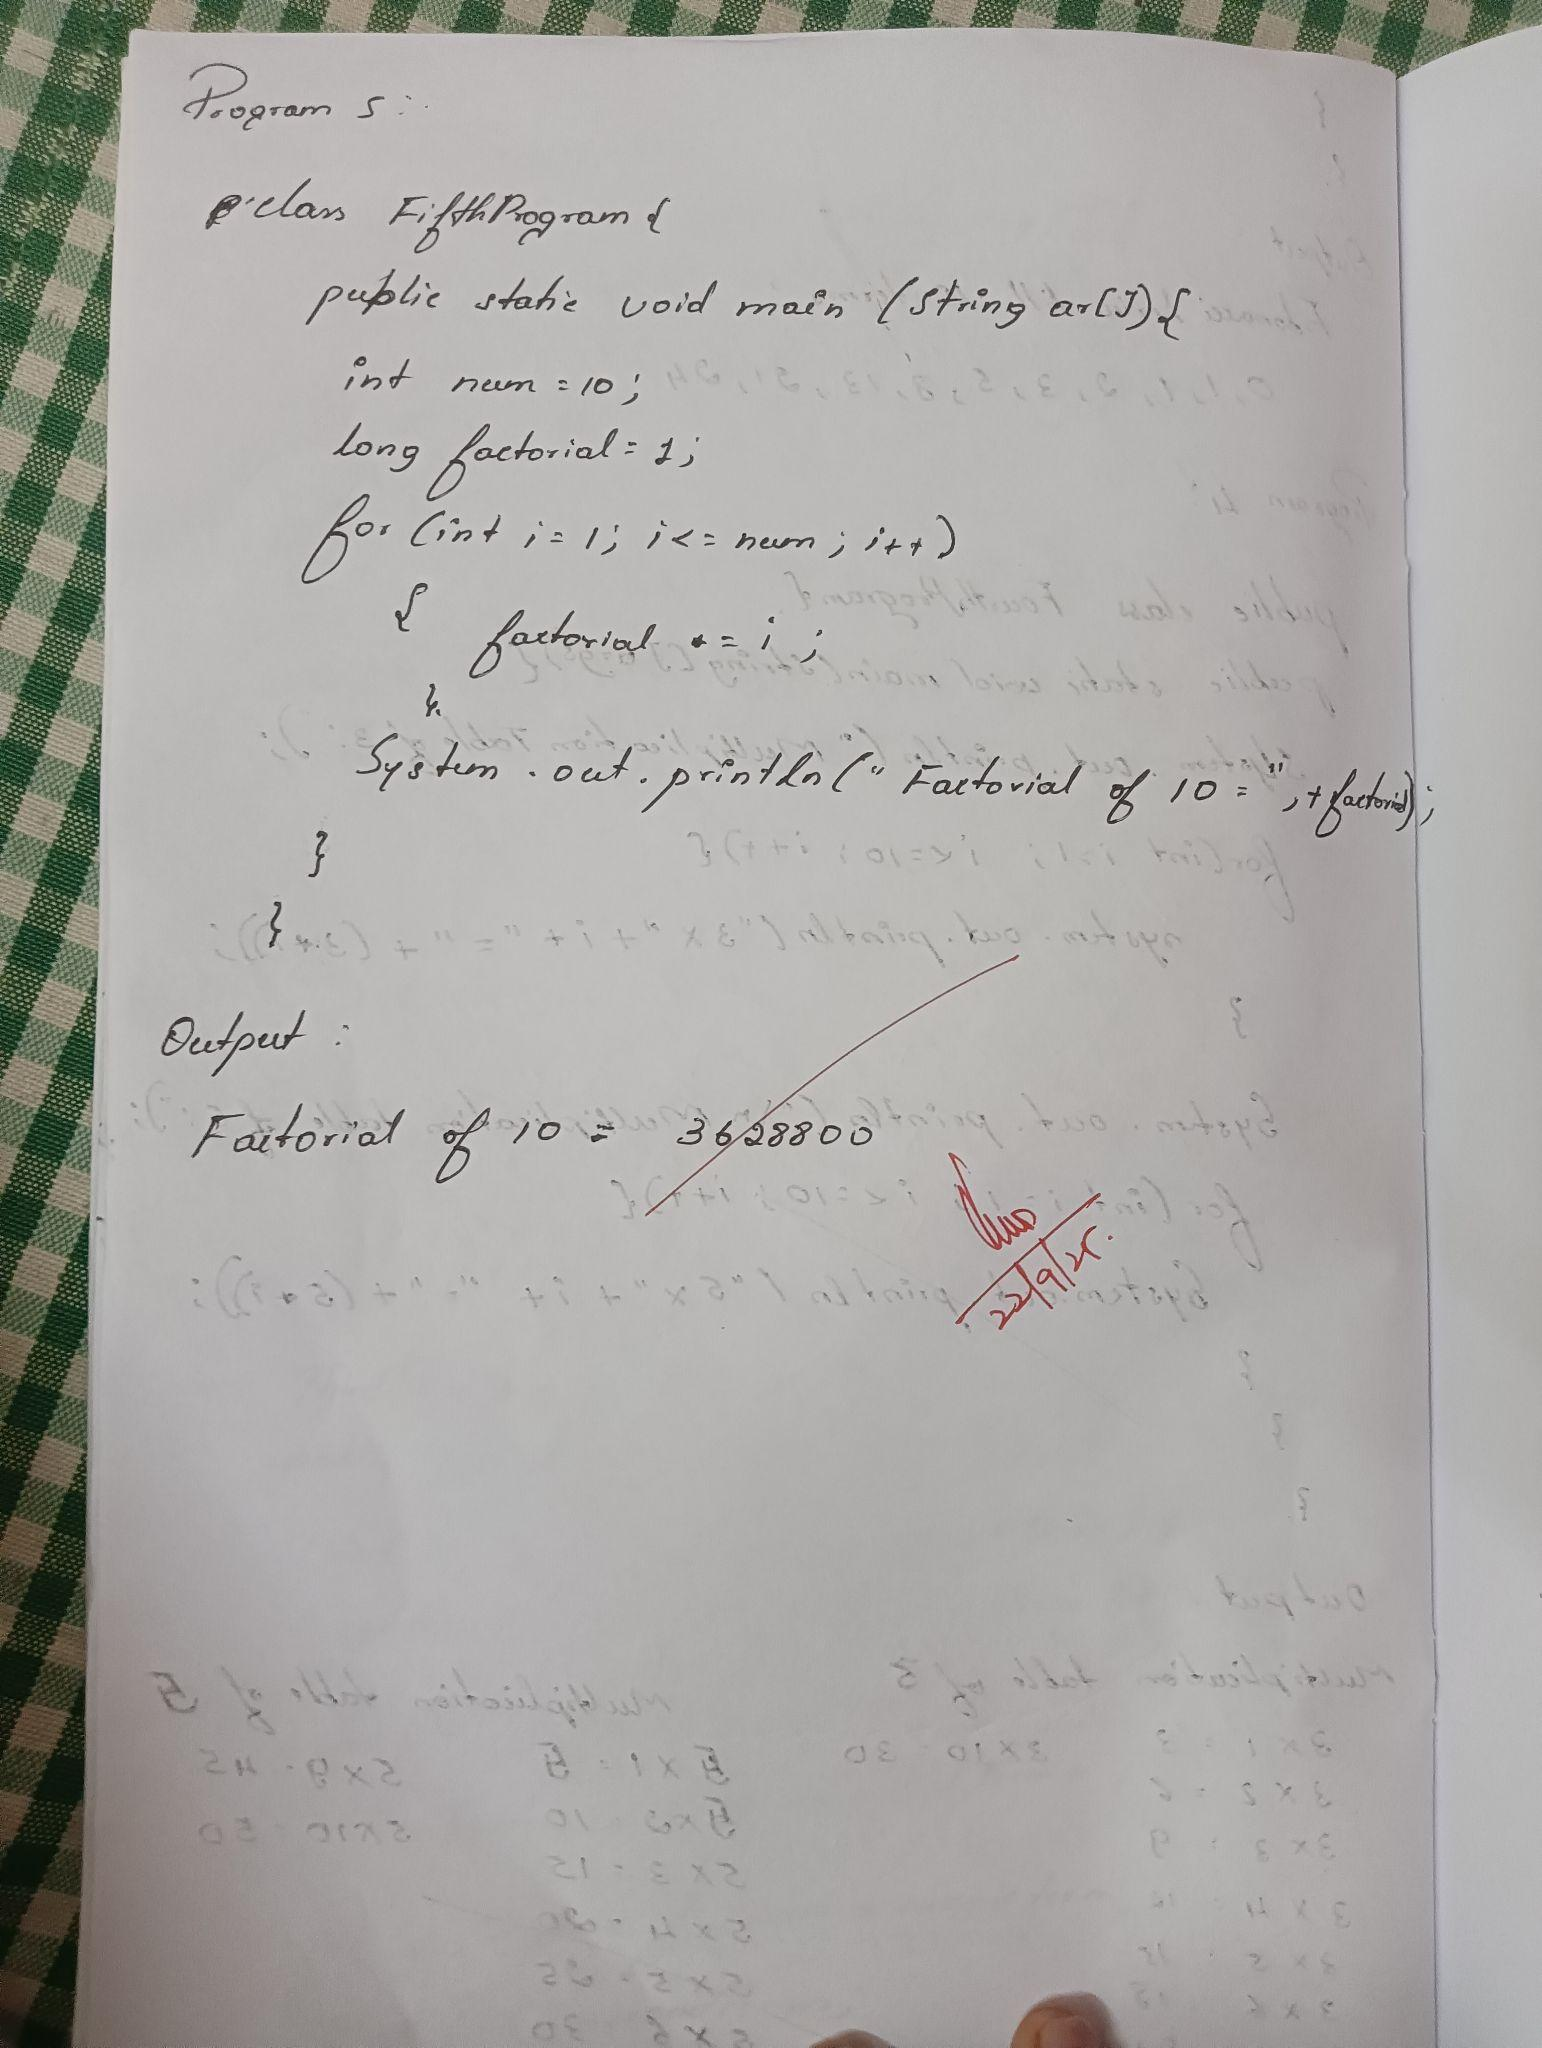 Program 5:
class FifthProgram {
public static void main (String ar[]){
int num = 10;
long factorial = 1;
for (int i = 1; i <= num; i++)
{ factorial *= i;
}
System.out.println("Factorial of 10 = ",+factorial);
}
}
Output :
Factorial of 10 = 3628800
22/9/25.